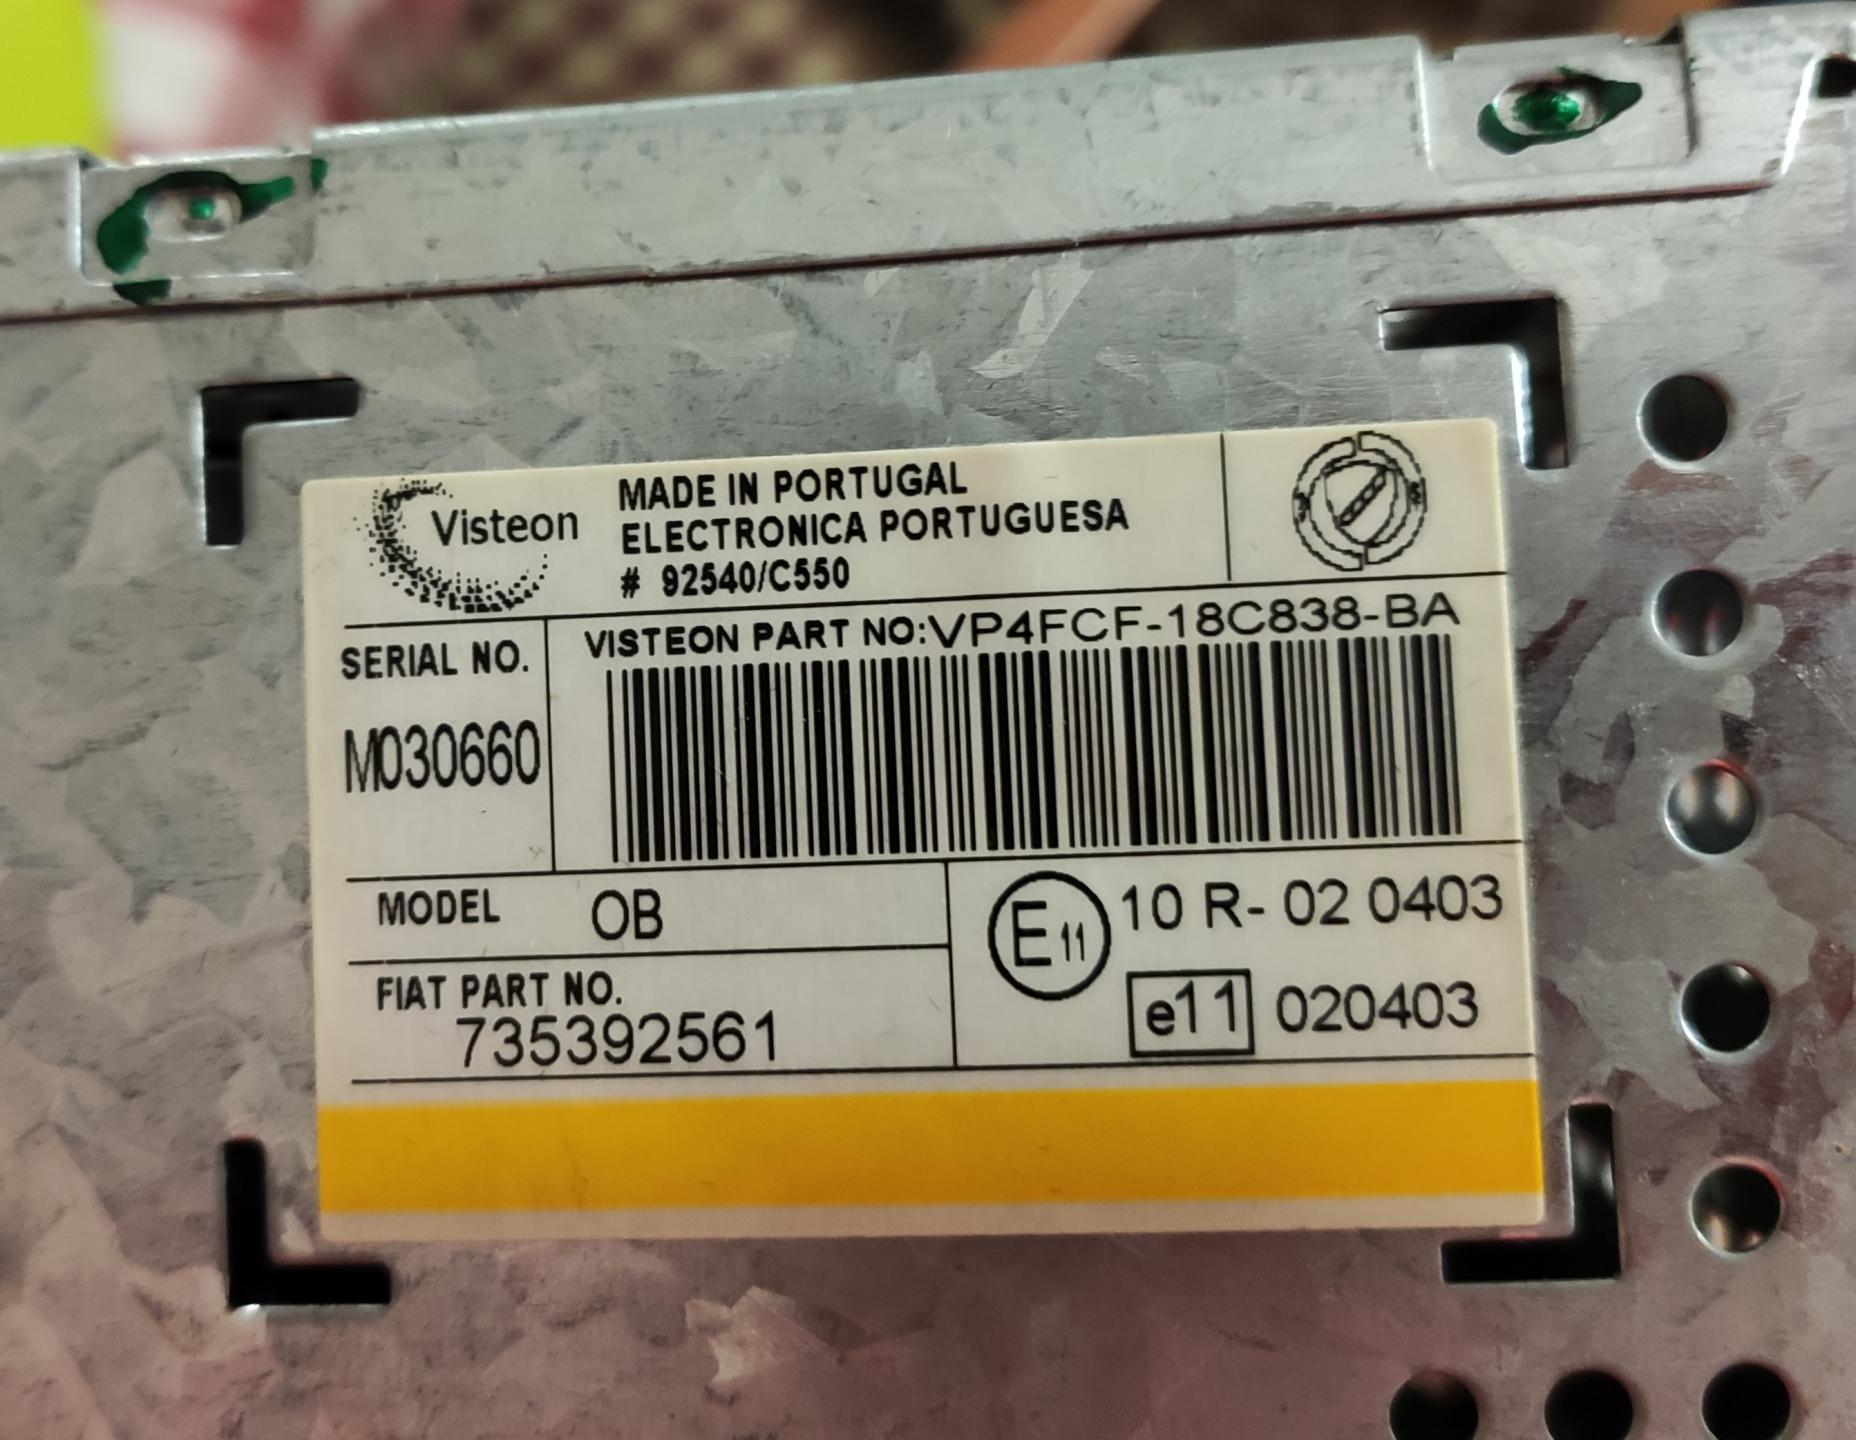 Visteon
MADE IN PORTUGAL
ELECTRONICA PORTUGUESA
# 92540/C550
SERIAL NO.
M030660
VISTEON PART NO:VP4FCF-18C838-BA
MODEL OB
FIAT PART NO.
735392561
E11 10 R- 02 0403
e11 020403